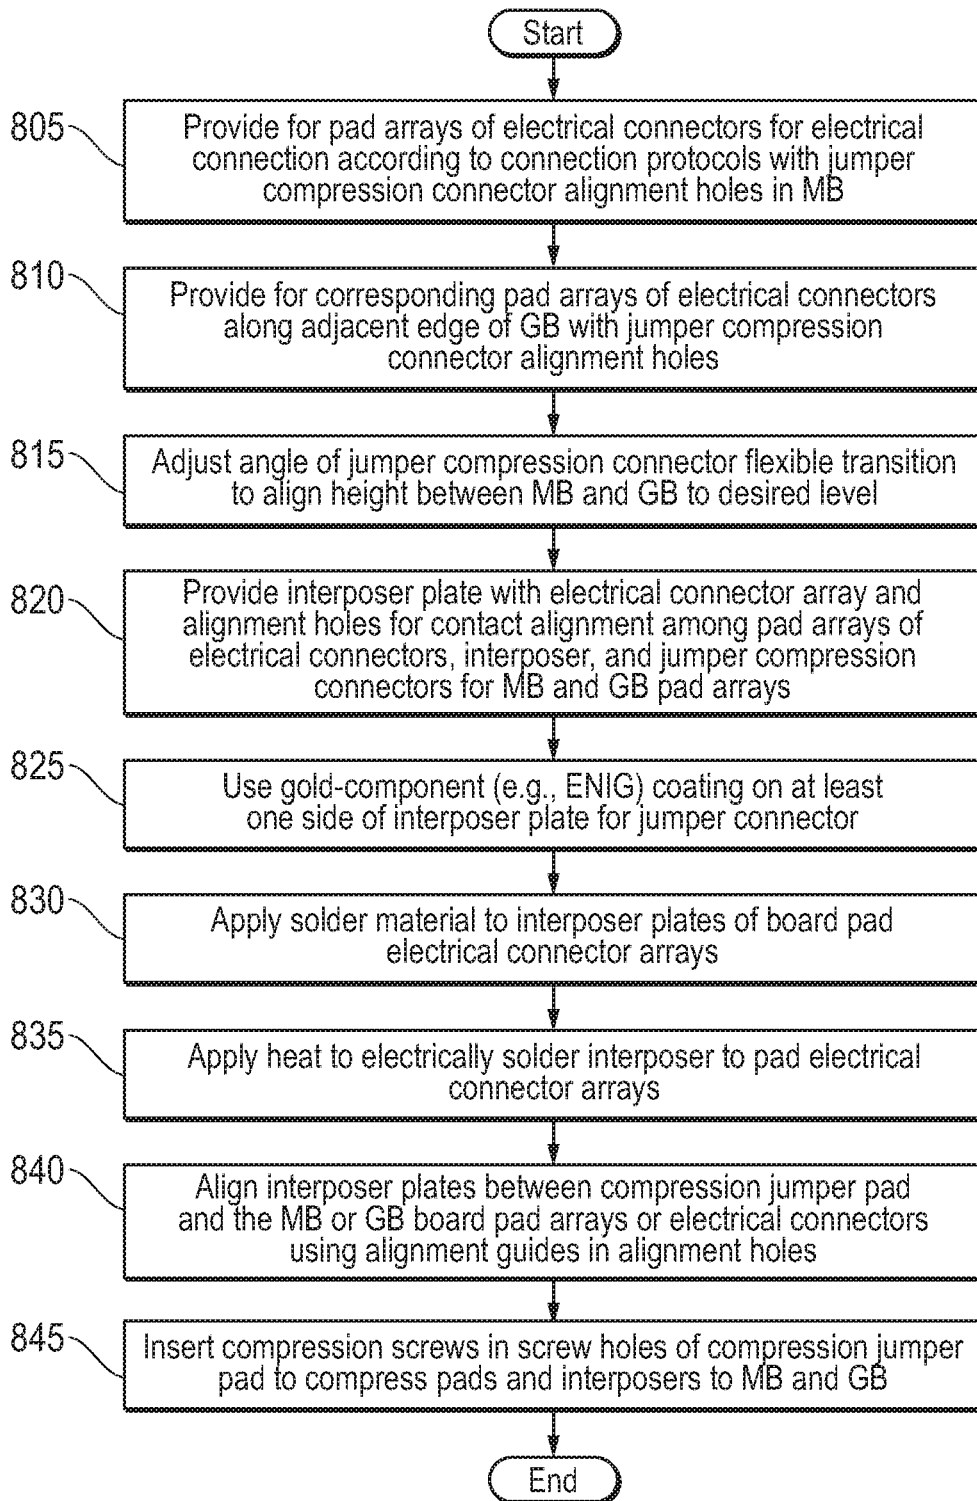 Start
805
Provide for pad arrays of electrical connectors for electrical
connection according to connection protocols with jumper
compression connector alignment holes in MB
810
Provide for corresponding pad arrays of electrical connectors
along adjacent edge of GB with jumper compression
connector alignment holes
815
Adjust angle of jumper compression connector flexible transition
to align height between MB and GB to desired level
820
Provide interposer plate with electrical connector array and
alignment holes for contact alignment among pad arrays of
electrical connectors, interposer, and jumper compression
connectors for MB and GB pad arrays
825
Use gold-component (e.g., ENIG) coating on at least
one side of interposer plate for jumper connector
830
Apply solder material to interposer plates of board pad
electrical connector arrays
835
Apply heat to electrically solder interposer to pad electrical
connector arrays
840
Align interposer plates between compression jumper pad
and the MB or GB board pad arrays or electrical connectors
using alignment guides in alignment holes
845
Insert compression screws in screw holes of compression jumper
pad to compress pads and interposers to MB and GB
End